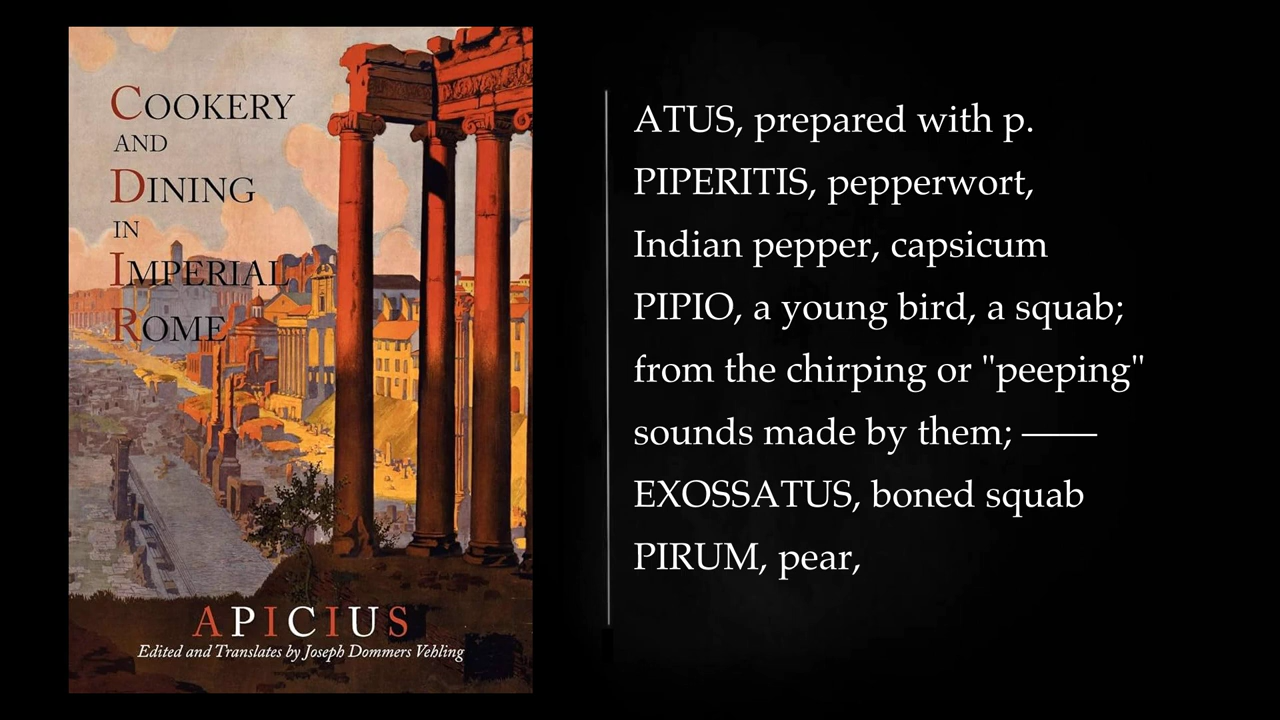 COOKERY
AND
DINING
IN
IMPERIAL
ROME
APICIUS
Edited and Translates by Joseph Dommers Vehling
ATUS, prepared with p.
PIPERITIS, pepperwort,
Indian pepper, capsicum
PIPIO, a young bird, a squab;
from the chirping or "peeping"
sounds made by them; ——
EXOSSATUS, boned squab
PIRUM, pear,